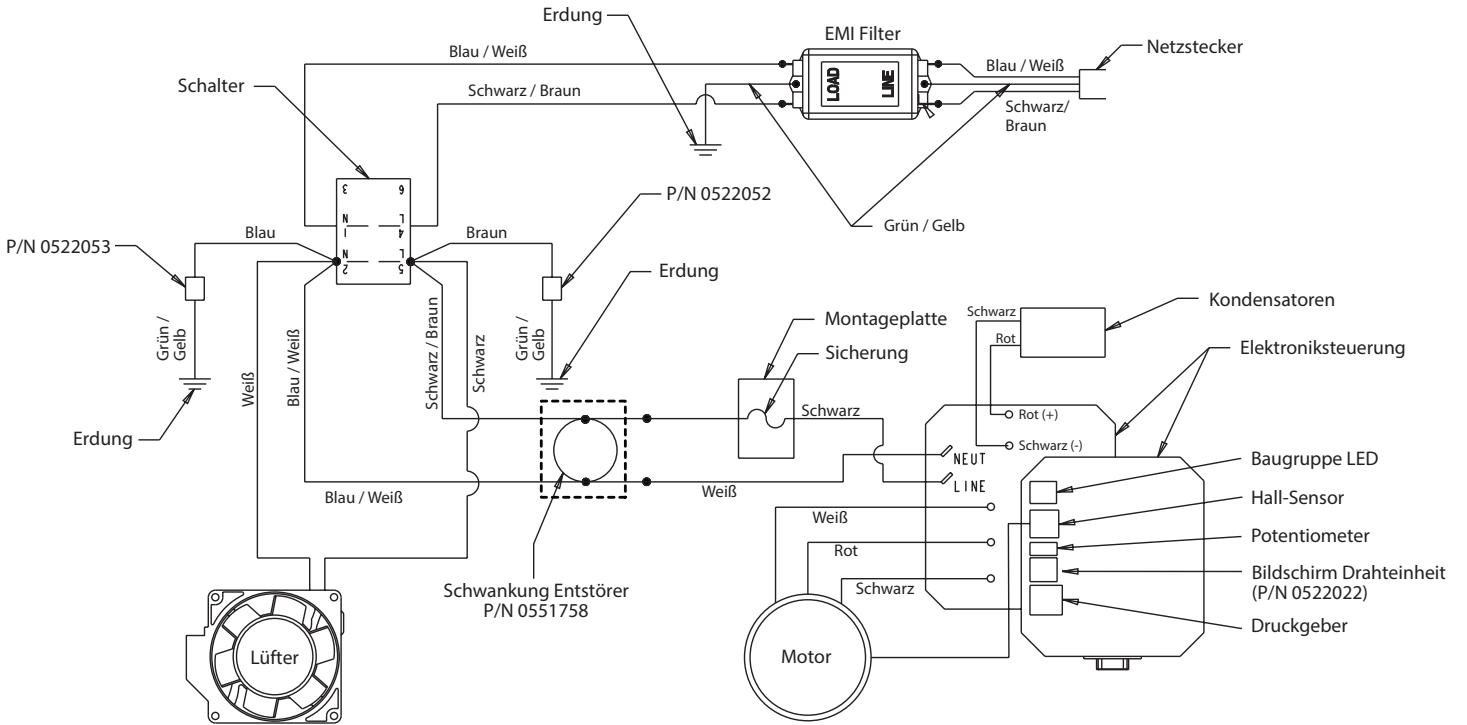 Erdung
EMI Filter
Blau / Weiß
Netzstecker
Blau / Weiß
Schalter
LOAD
LINE
Schwarz / Braun
Schwarz/
Braun
3
6
P/N 0522052
N
L
1
4
Grün / Gelb
Blau
Braun
P/N 0522053
N
L
2
5
Erdung
Kondensatoren
Schwarz
Montageplatte
Grün /
Gelb
Blau / Weiß
Schwarz / Braun
Grün /
Gelb
Rot
Sicherung
Elektroniksteuerung
Weiß
Schwarz
Schwarz
Rot (+)
Erdung
Schwarz (-)
NEUT
Baugruppe LED
LINE
Blau / Weiß
Weiß
Hall-Sensor
Weiß
Potentiometer
Rot
Bildschirm Drahteinheit
(P/N 0522022)
Schwankung Entstörer
P/N 0551758
Schwarz
Druckgeber
Lüfter
Motor